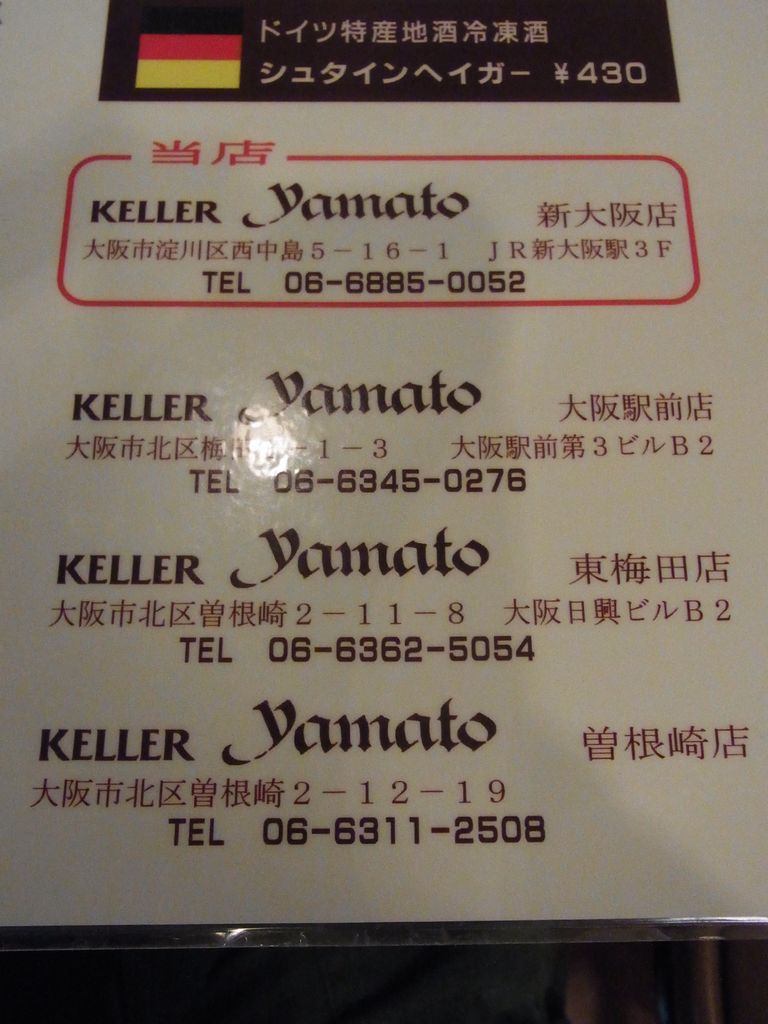 ドイツ特産地酒冷凍酒
シュタインヘイガー ￥430
当店
KELLER Yamato 新大阪店
大阪市淀川区西中島５－１６－１ ＪＲ新大阪駅３Ｆ
TEL 06-6885-0052
KELLER Yamato 大阪駅前店
大阪市北区梅 －１－３ 大阪駅前第３ビルＢ２
TEL 06-6345-0276
KELLER Yamato 東梅田店
大阪市北区曽根崎２－１１－８ 大阪日興ビルＢ２
TEL 06-6362-5054
KELLER Yamato 曽根崎店
大阪市北区曽根崎２－１２－１９
TEL 06-6311-2508